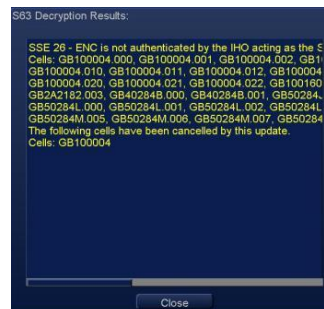 S63 Decryption Results:
SSE 26 - ENC is not authenticated by the IHO acting as the S
Cells: GB100004.000, GB100004.001, GB100004.002, GB1
GB100004.010, GB100004.011, GB100004.012, GB100004
GB100004.020, GB100004.021, GB100004.022, GB100160
GB2A2182.003, GB40284B.000, GB40284B.001, GB50284
GB50284L.000, GB50284L.001, GB50284L.002, GB50284L
GB50284M.005, GB50284M.006, GB50284M.007, GB50284
The following cells have been cancelled by this update.
Cells: GB100004
Close